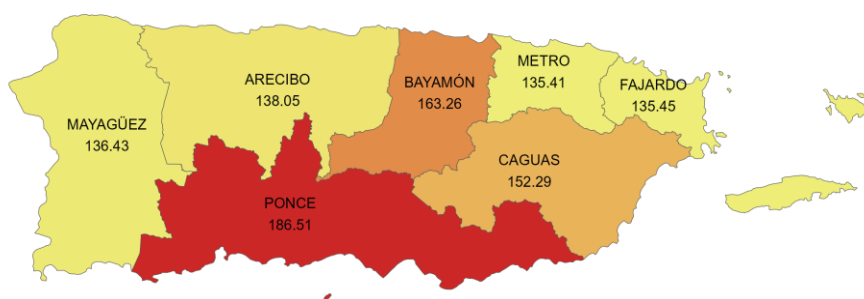 METRO
135.41
ARECIBO
138.05
BAYAMÓN
163.26
FAJARDO
135.45
MAYAGÜEZ
136.43
CAGUAS
152.29
PONCE
186.51